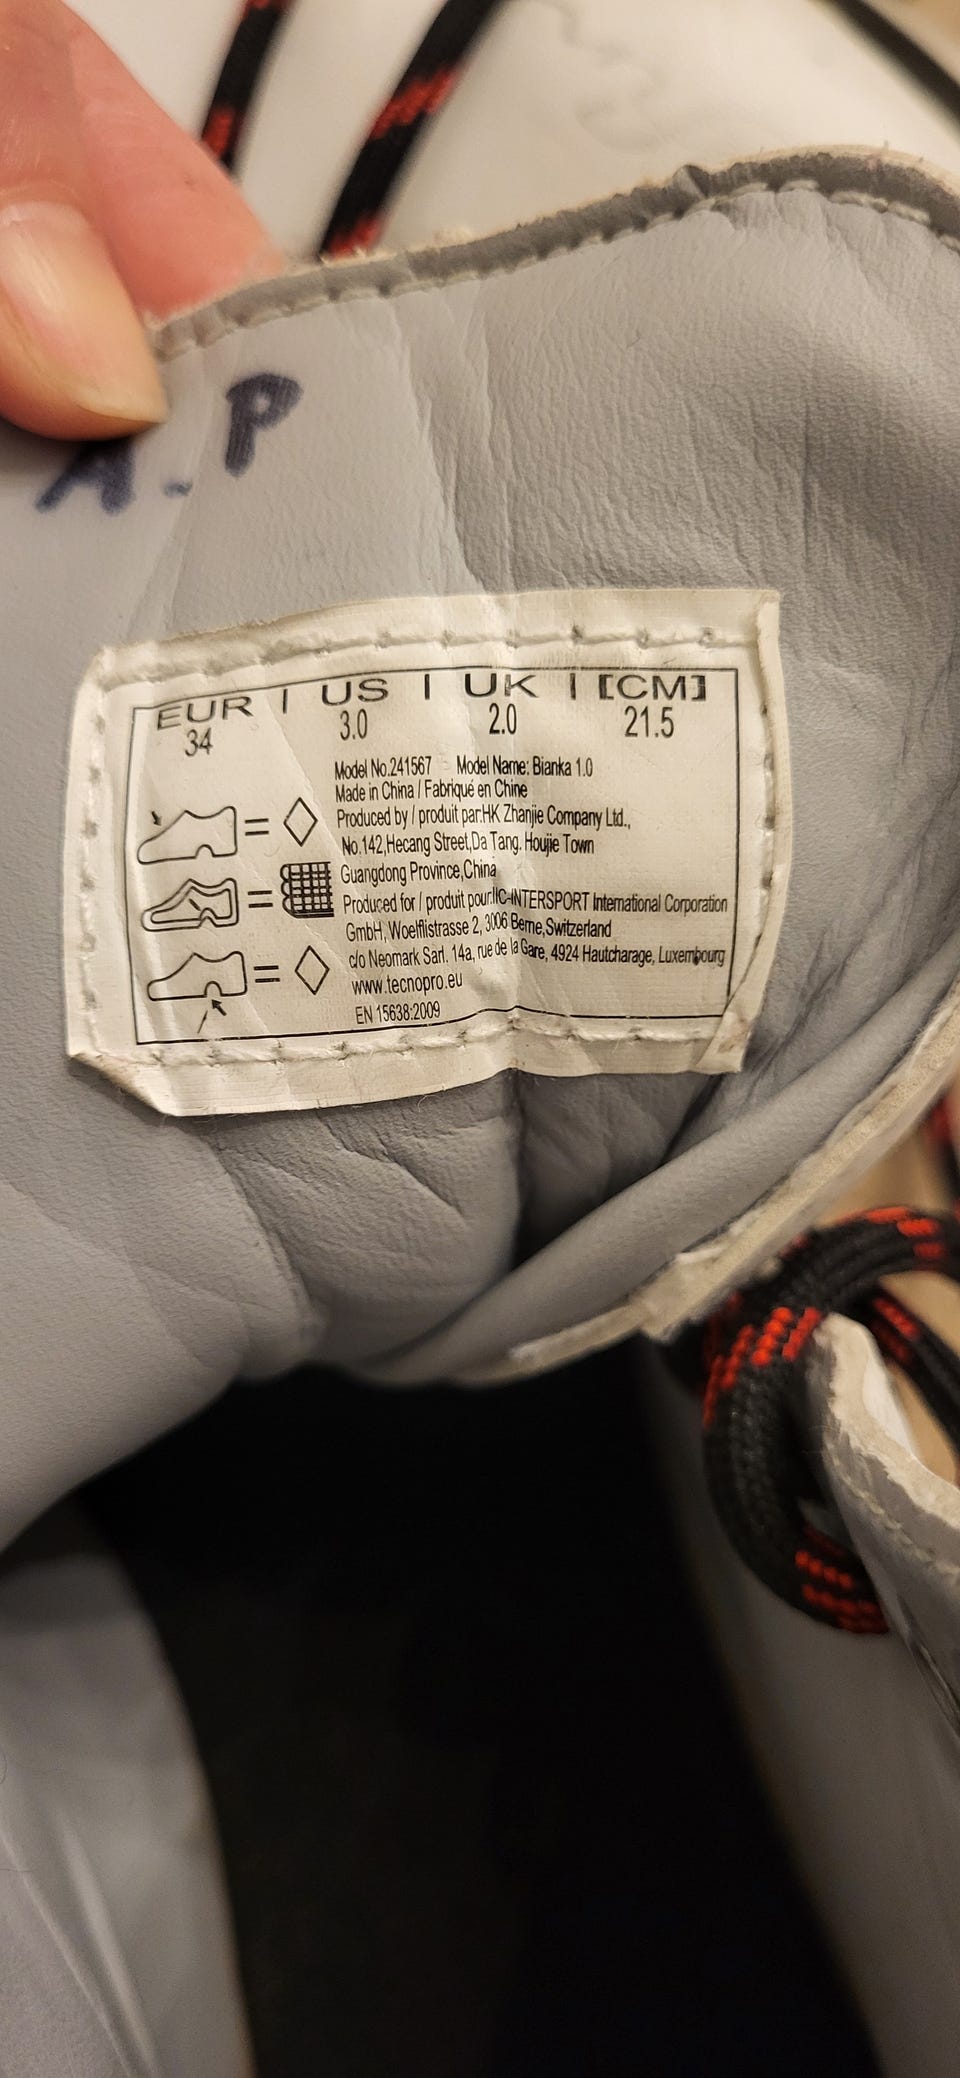 A.P
EUR | US | UK | [CM]
34 3.0 2.0 21.5
Model No.241567 Model Name: Bianka 1.0
Made in China / Fabriqué en Chine
Produced by / produit par:HK Zhanjie Company Ltd.,
No.142,Hecang Street,Da Tang. Houjie Town
Guangdong Province,China
Produced for / produit pour:IIC-INTERSPORT International Corporation
GmbH, Woelflistrasse 2, 3006 Berne,Switzerland
c/o Neomark Sarl. 14a, rue de la Gare, 4924 Hautcharage, Luxembourg
www.tecnopro.eu
EN 15638:2009